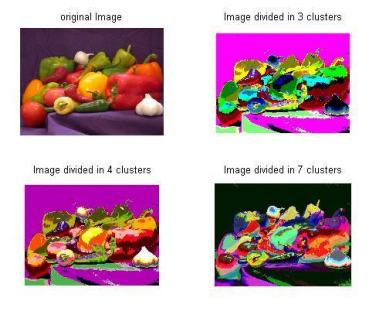 original Image
Image divided in 3 clusters
Image divided in 4 clusters
Image divided in 7 clusters